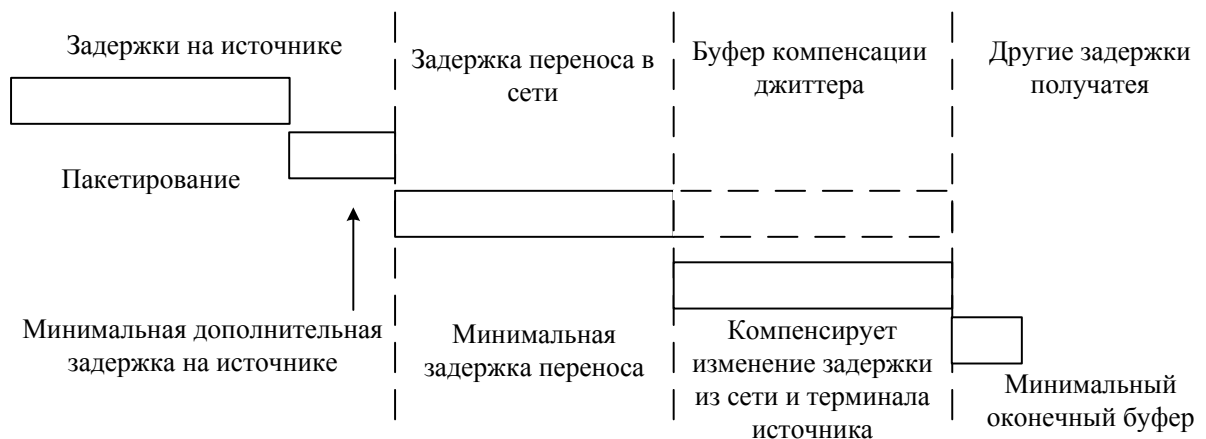 Задержки на источнике
Задержка переноса в
сети
Буфер компенсации
джиттера
Другие задержки
получатея
Пакетирование
Минимальная дополнительная
задержка на источнике
Минимальная
задержка переноса
Компенсирует
изменение задержки
из сети и терминала
источника
Минимальный
оконечный буфер